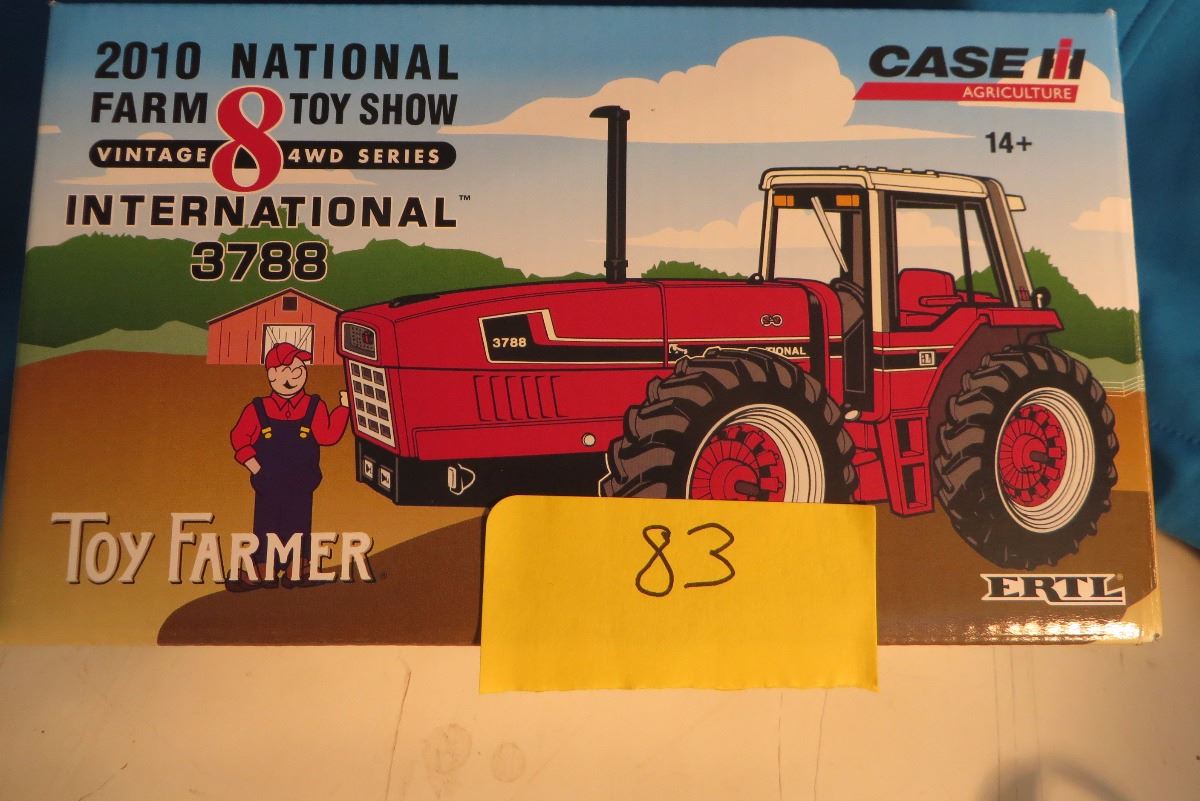 2010 NATIONAL
FARM 8 TOY SHOW
VINTAGE 4WD SERIES
INTERNATIONAL™
3788
CASE IH
AGRICULTURE
14+
3788
TIONAL
TOY FARMER
ERTL®
83